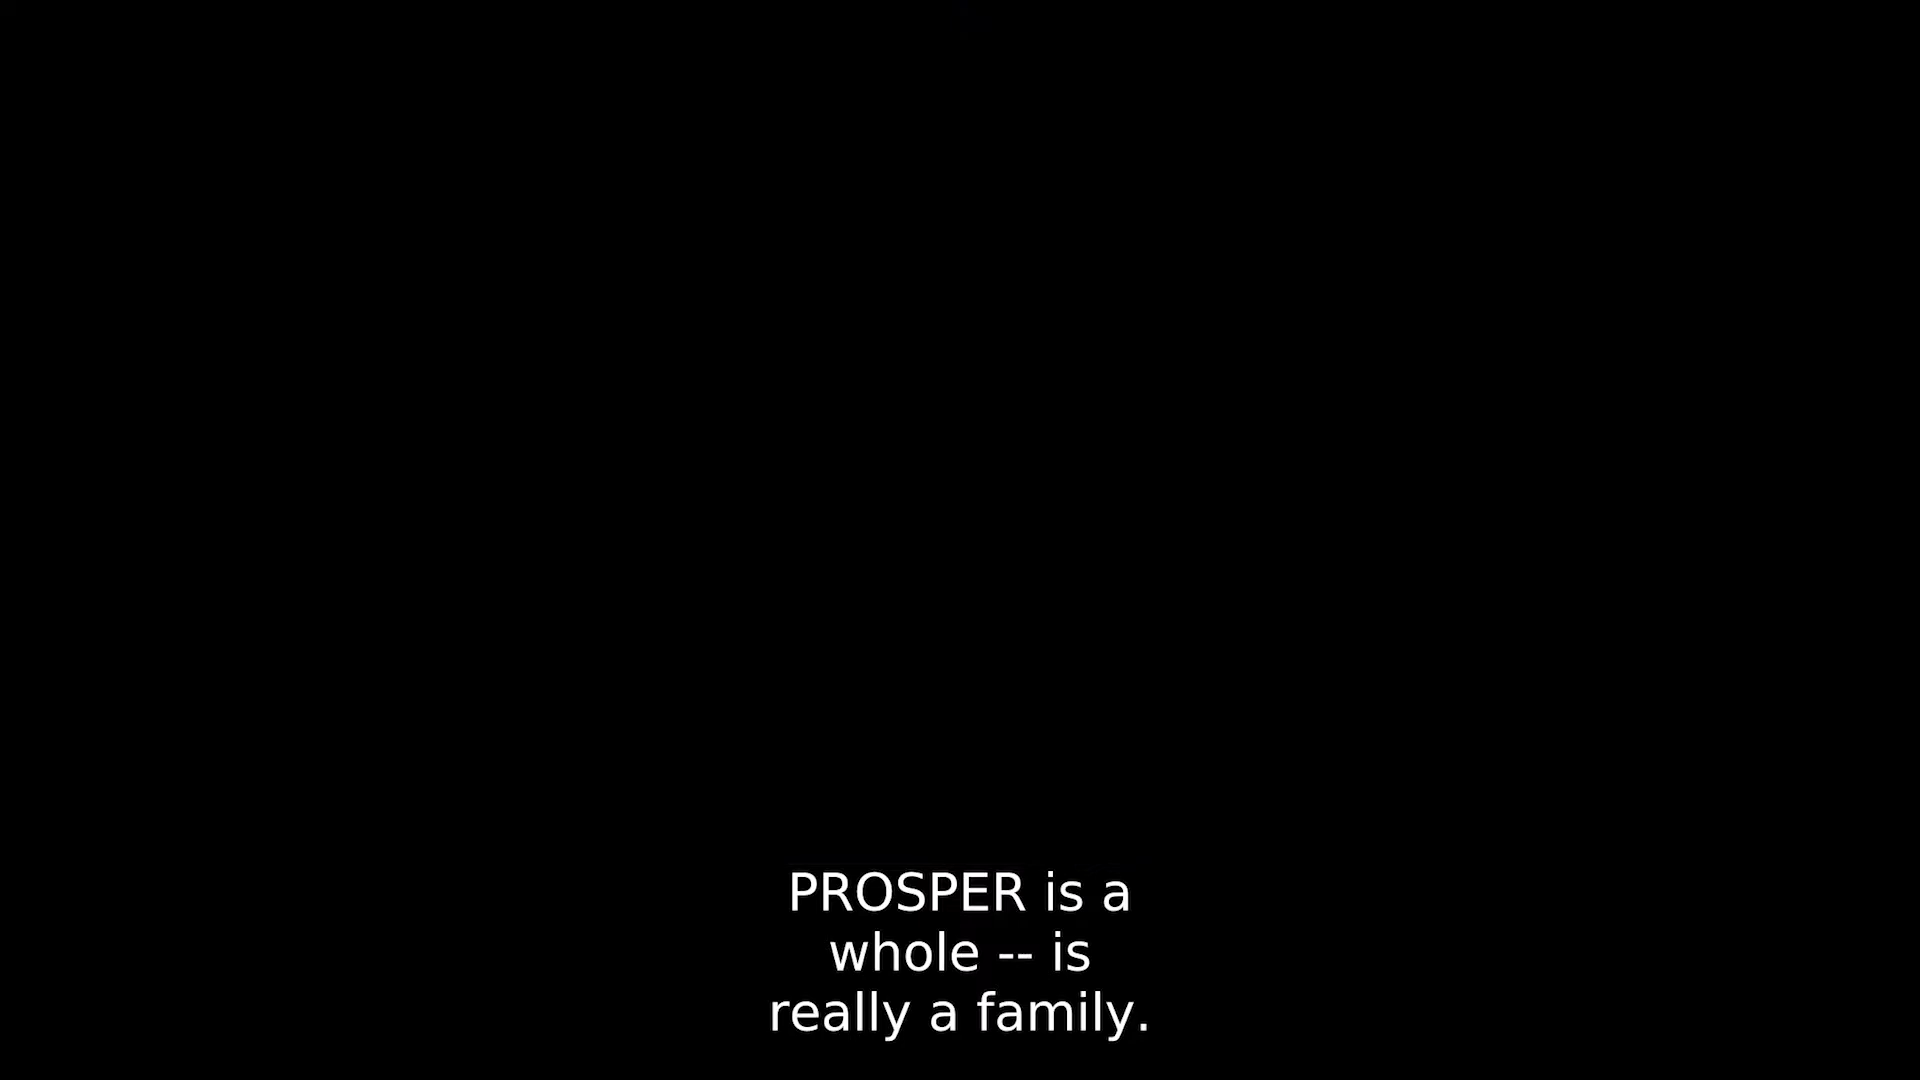 PROSPER is a
whole -- is
really a family.